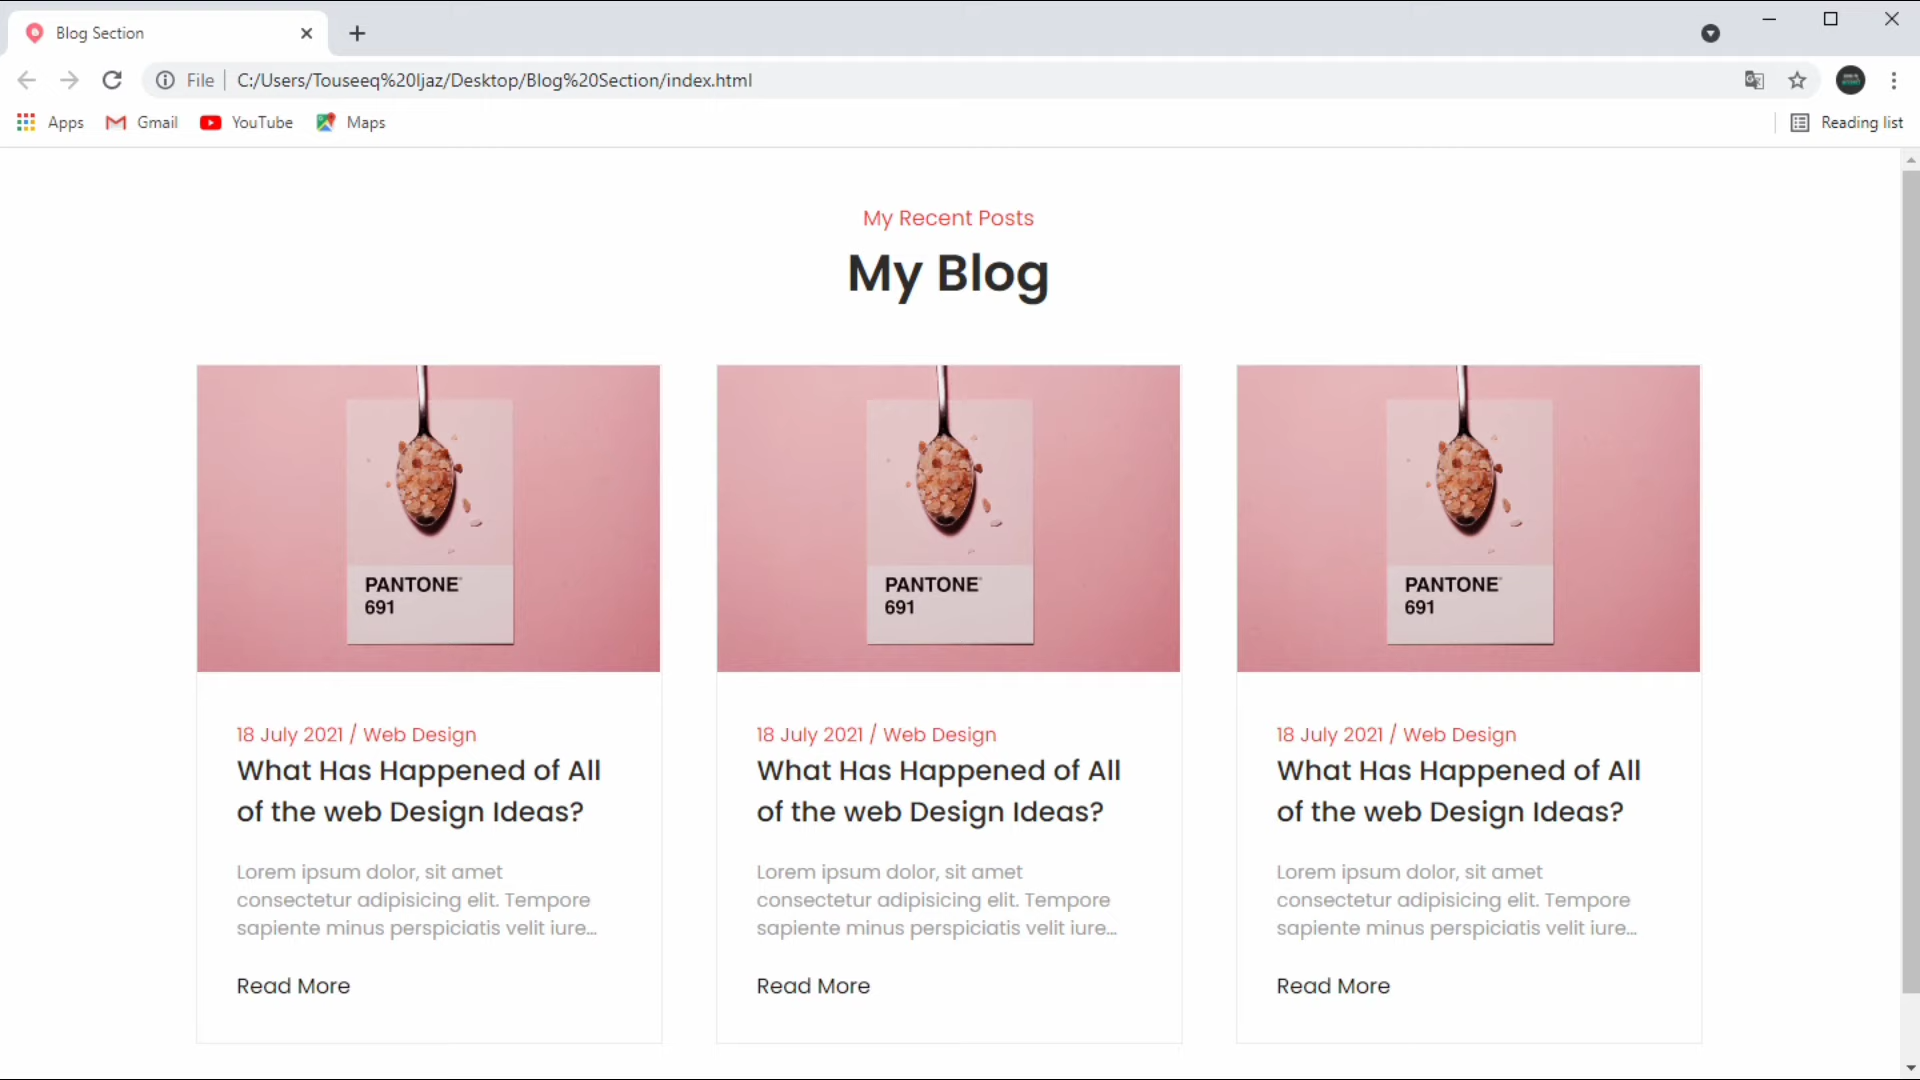 Blog Section
File
C:/Users/Touseeq%20Ijaz/Desktop/Blog%20Section/index.html
Apps
Gmail
YouTube
Maps
Reading list
My Recent Posts
My Blog
PANTONE
691
18 July 2021 / Web Design
What Has Happened of All
of the web Design Ideas?
Lorem ipsum dolor, sit amet
consectetur adipisicing elit. Tempore
sapiente minus perspiciatis velit iure...
Read More
PANTONE
691
18 July 2021 / Web Design
What Has Happened of All
of the web Design Ideas?
Lorem ipsum dolor, sit amet
consectetur adipisicing elit. Tempore
sapiente minus perspiciatis velit iure...
Read More
PANTONE
691
18 July 2021 / Web Design
What Has Happened of All
of the web Design Ideas?
Lorem ipsum dolor, sit amet
consectetur adipisicing elit. Tempore
sapiente minus perspiciatis velit iure...
Read More